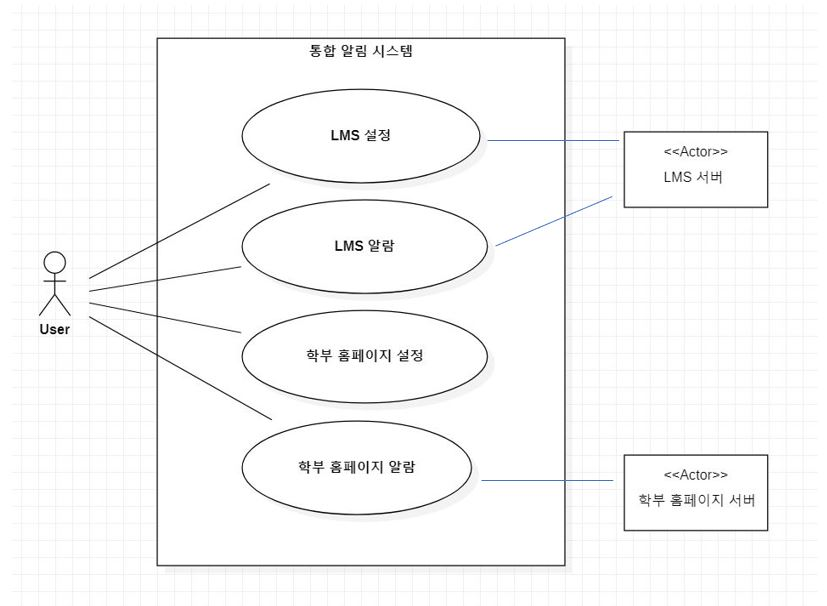 통합 알림 시스템
LMS 설정
<<Actor>>
LMS 서버
LMS 알람
User
학부 홈페이지 설정
학부 홈페이지 알람
<<Actor>>
학부 홈페이지 서버